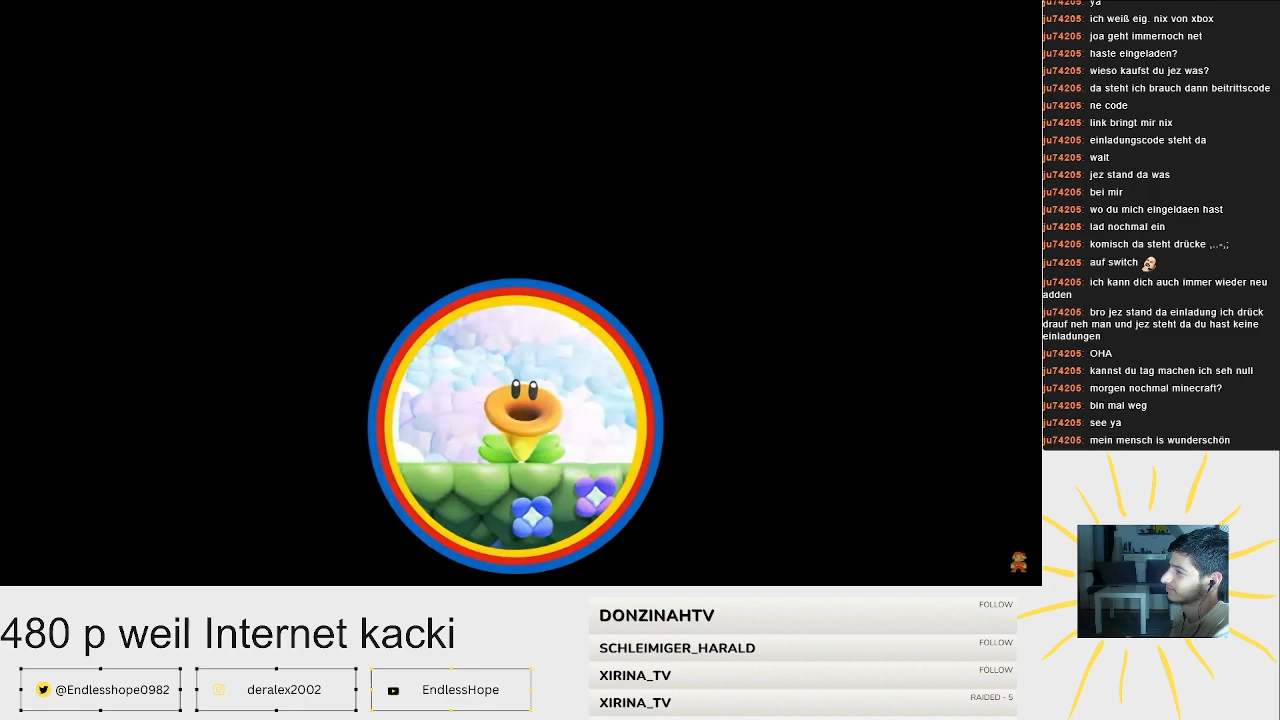 ju74205: ya
ju74205: ich weiß eig. nix von xbox
ju74205: joa geht immernoch net
ju74205: haste eingeladen?
ju74205: wieso kaufst du jez was?
ju74205: da steht ich brauch dann beitrittscode
ju74205: ne code
ju74205: link bringt mir nix
ju74205: einladungscode steht da
ju74205: wait
ju74205: jez stand da was
ju74205: bei mir
ju74205: wo du mich eingeldaen hast
ju74205: lad nochmal ein
ju74205: komisch da steht drücke ,..-,;
ju74205: auf switch
ju74205: ich kann dich auch immer wieder neu
adden
ju74205: bro jez stand da einladung ich drück
drauf neh man und jez steht da du hast keine
einladungen
ju74205: OHA
ju74205: kannst du tag machen ich seh null
ju74205: morgen nochmal minecraft?
ju74205: bin mal weg
ju74205: see ya
ju74205: mein mensch is wunderschön
480 p weil Internet kacki
@Endlesshope0982
deralex2002
EndlessHope
DONZINAHTV FOLLOW
SCHLEIMIGER_HARALD FOLLOW
XIRINA_TV FOLLOW
XIRINA_TV RAIDED - 5